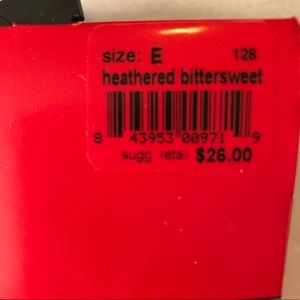 size: E 128
heathered bittersweet
8 43953 00971 9
sugg retail $26.00